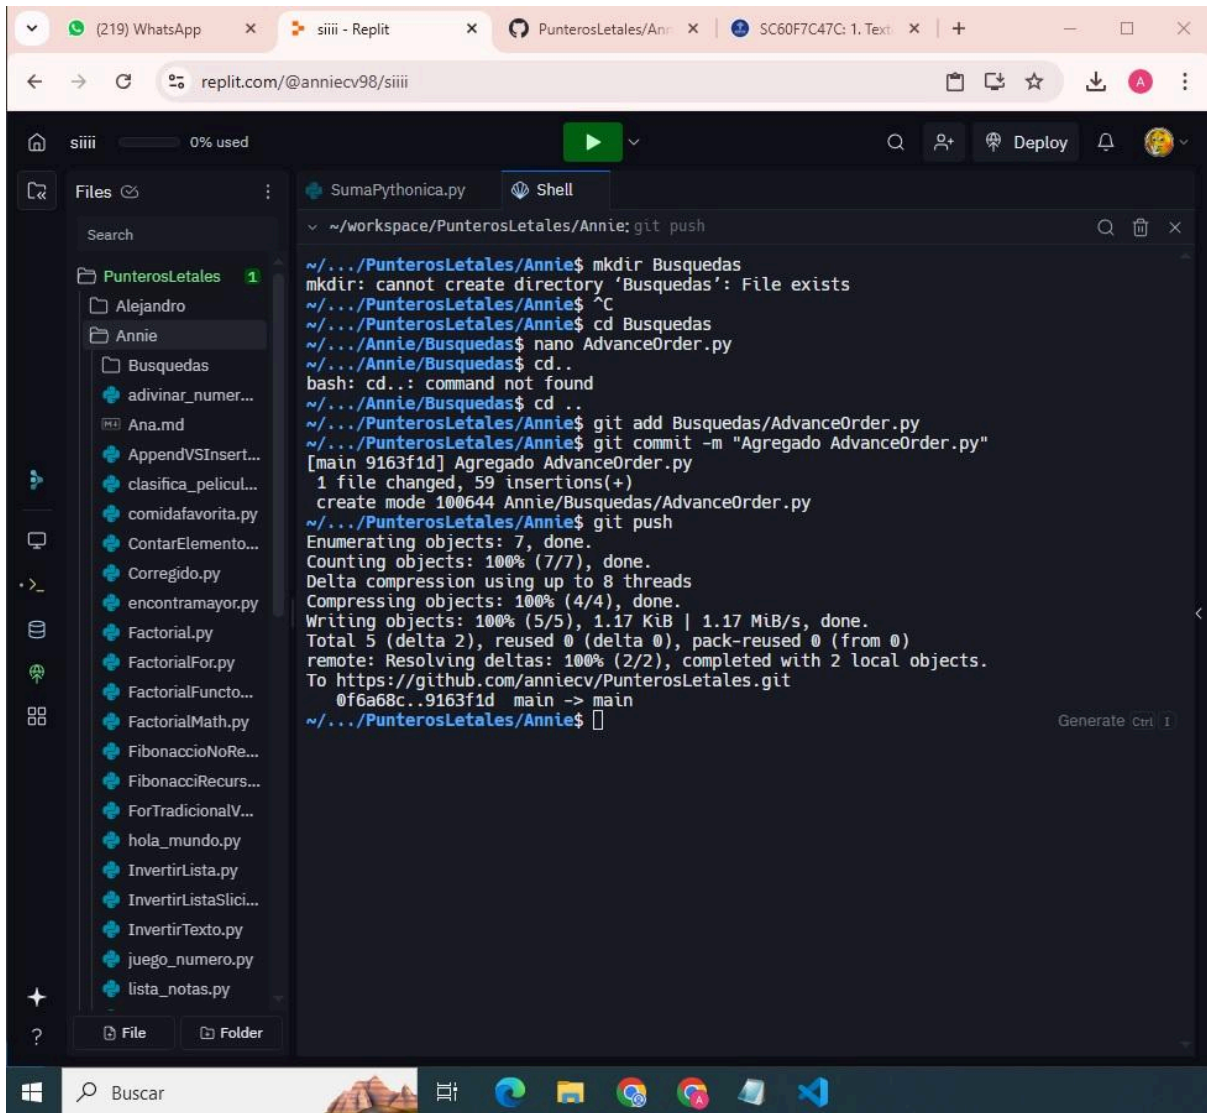 (219) WhatsApp
siiii - Replit
PunterosLetales/Ann
SC60F7C47C: 1. Text
replit.com/@anniecv98/siiii
A
siiii
0% used
Deploy
Files
SumaPythonica.py
Shell
Search
~/workspace/PunterosLetales/Annie: git push
PunterosLetales 1
Alejandro
Annie
Busquedas
adivinar_numer...
Ana.md
AppendVSInsert...
clasifica_pelicul...
comidafavorita.py
ContarElemento...
Corregido.py
encontramayor.py
Factorial.py
FactorialFor.py
FactorialFuncto...
FactorialMath.py
FibonaccioNoRe...
FibonacciRecurs...
ForTradicionalV...
hola_mundo.py
InvertirLista.py
InvertirListaSlici...
InvertirTexto.py
juego_numero.py
lista_notas.py
File
Folder
~/.../PunterosLetales/Annie$ mkdir Busquedas
mkdir: cannot create directory ‘Busquedas’: File exists
~/.../PunterosLetales/Annie$ ^C
~/.../PunterosLetales/Annie$ cd Busquedas
~/.../Annie/Busquedas$ nano AdvanceOrder.py
~/.../Annie/Busquedas$ cd..
bash: cd..: command not found
~/.../Annie/Busquedas$ cd ..
~/.../PunterosLetales/Annie$ git add Busquedas/AdvanceOrder.py
~/.../PunterosLetales/Annie$ git commit -m "Agregado AdvanceOrder.py"
[main 9163f1d] Agregado AdvanceOrder.py
1 file changed, 59 insertions(+)
create mode 100644 Annie/Busquedas/AdvanceOrder.py
~/.../PunterosLetales/Annie$ git push
Enumerating objects: 7, done.
Counting objects: 100% (7/7), done.
Delta compression using up to 8 threads
Compressing objects: 100% (4/4), done.
Writing objects: 100% (5/5), 1.17 KiB | 1.17 MiB/s, done.
Total 5 (delta 2), reused 0 (delta 0), pack-reused 0 (from 0)
remote: Resolving deltas: 100% (2/2), completed with 2 local objects.
To https://github.com/anniecv/PunterosLetales.git
0f6a68c..9163f1d main -> main
~/.../PunterosLetales/Annie$
Generate Ctrl I
Buscar